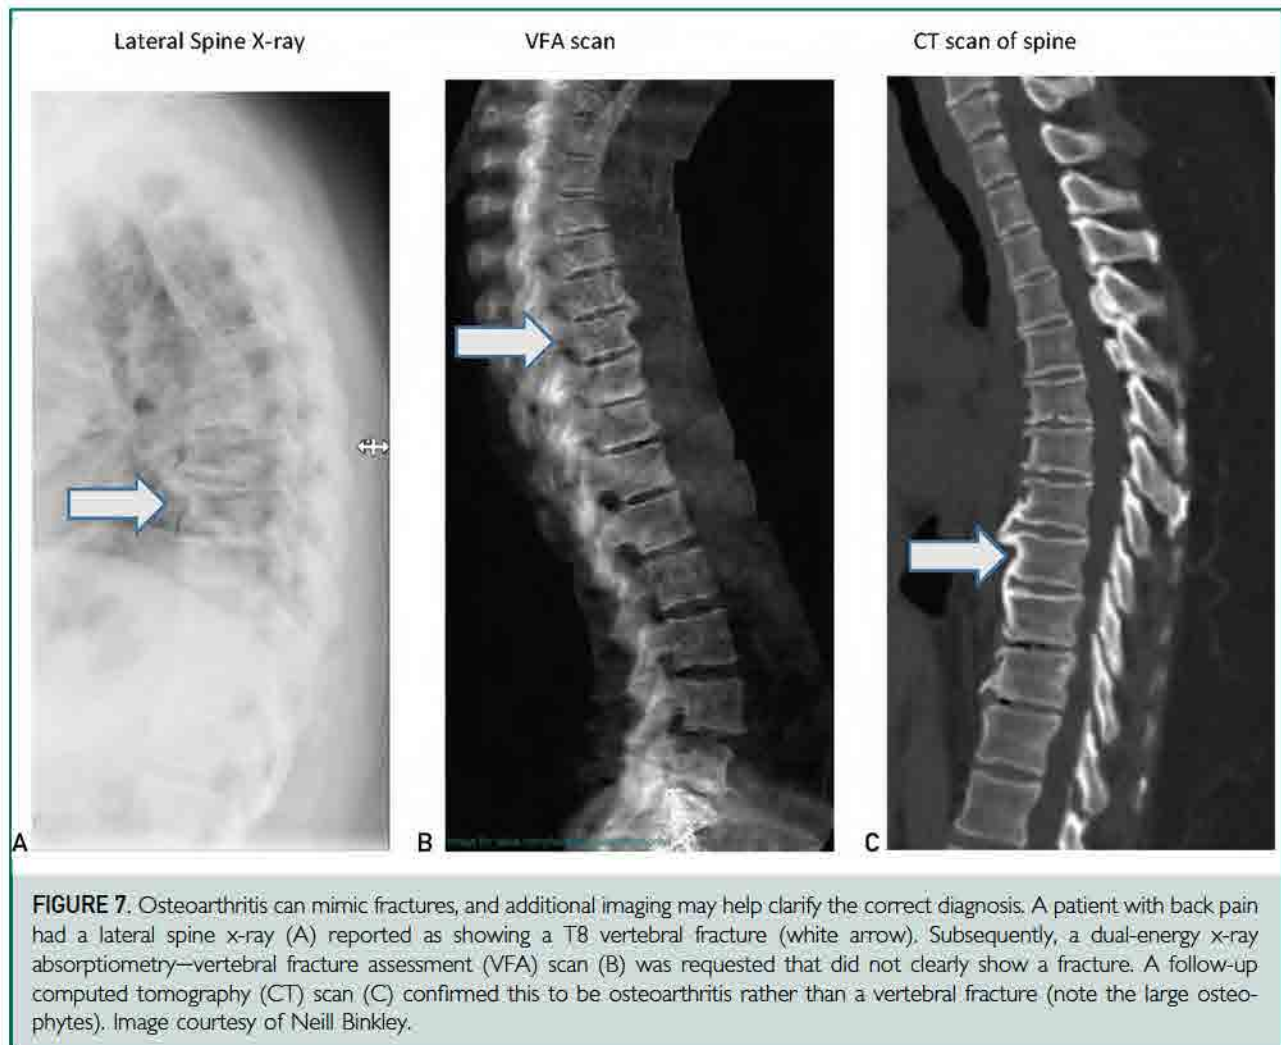 Lateral Spine X-ray
VFA scan
CT scan of spine
A
B
C
FIGURE 7. Osteoarthritis can mimic fractures, and additional imaging may help clarify the correct diagnosis. A patient with back pain
had a lateral spine x-ray (A) reported as showing a T8 vertebral fracture (white arrow). Subsequently, a dual-energy x-ray
absorptiometry—vertebral fracture assessment (VFA) scan (B) was requested that did not clearly show a fracture. A follow-up
computed tomography (CT) scan (C) confirmed this to be osteoarthritis rather than a vertebral fracture (note the large osteo-
phytes). Image courtesy of Neill Binkley.